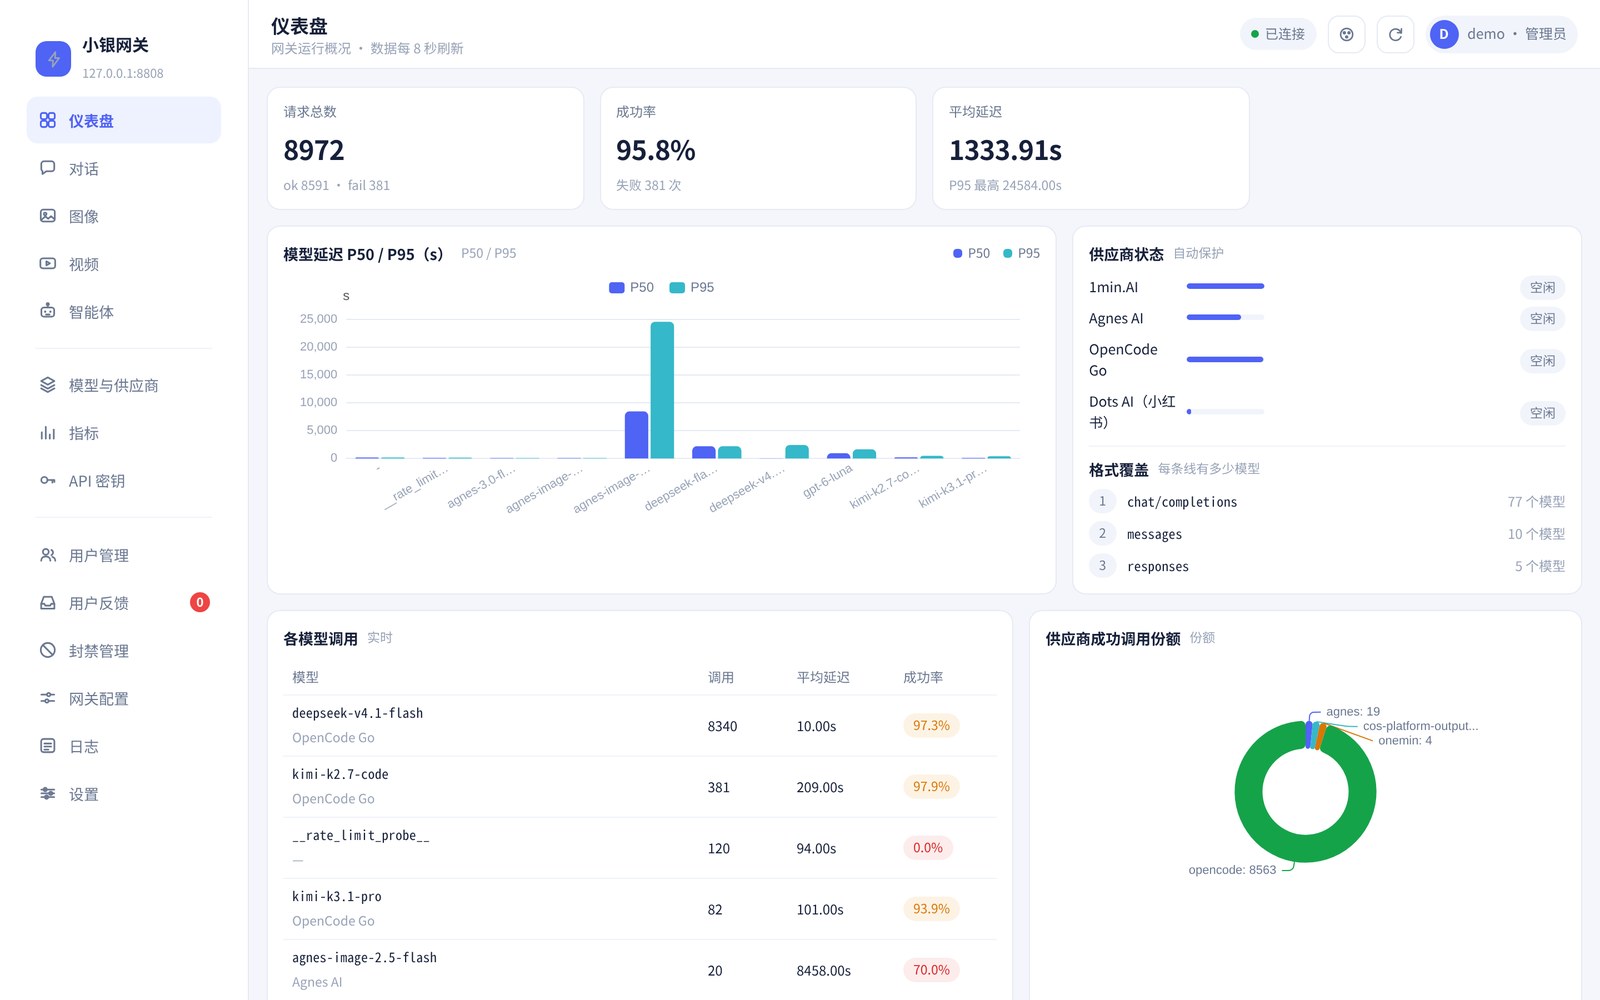 小银网关
127.0.0.1:8808
仪表盘
对话
图像
视频
智能体
模型与供应商
指标
API 密钥
用户管理
用户反馈
0
封禁管理
网关配置
日志
设置
仪表盘
网关运行概况 · 数据每 8 秒刷新
已连接
D
demo · 管理员
请求总数
8972
ok 8591 · fail 381
成功率
95.8%
失败 381 次
平均延迟
1333.91s
P95 最高 24584.00s
模型延迟 P50 / P95（s）
P50 / P95
P50
P95
P50
P95
s
25,000
20,000
15,000
10,000
5,000
0
-
__rate_limit...
agnes-3.0-fl...
agnes-image-...
agnes-image-...
deepseek-fla...
deepseek-v4....
gpt-6-luna
kimi-k2.7-co...
kimi-k3.1-pr...
供应商状态
自动保护
1min.AI
空闲
Agnes AI
空闲
OpenCode
Go
空闲
Dots AI（小红
书）
空闲
格式覆盖
每条线有多少模型
1 chat/completions 77 个模型
2 messages 10 个模型
3 responses 5 个模型
各模型调用
实时
模型 调用 平均延迟 成功率
deepseek-v4.1-flash
OpenCode Go
8340 10.00s 97.3%
kimi-k2.7-code
OpenCode Go
381 209.00s 97.9%
__rate_limit_probe__
—
120 94.00s 0.0%
kimi-k3.1-pro
OpenCode Go
82 101.00s 93.9%
agnes-image-2.5-flash
Agnes AI
20 8458.00s 70.0%
供应商成功调用份额
份额
agnes: 19
cos-platform-output...
onemin: 4
opencode: 8563